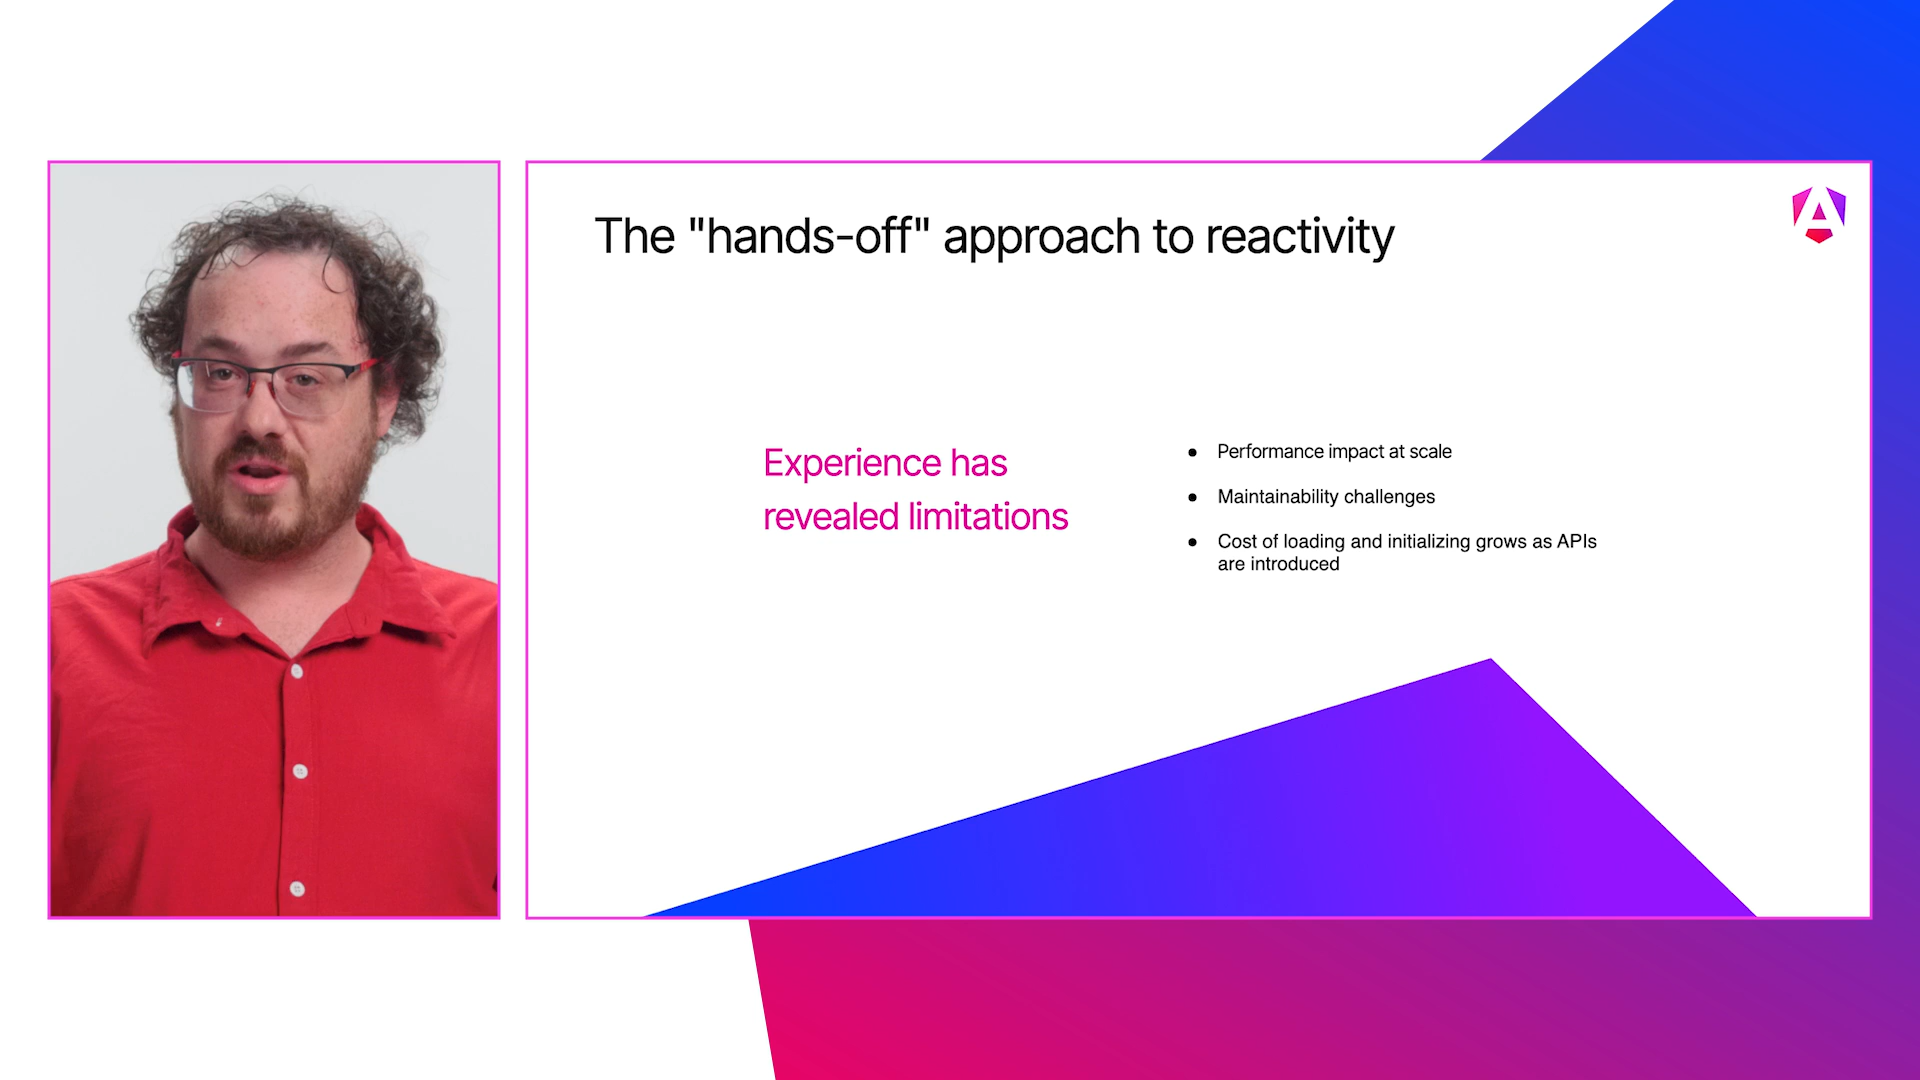 The "hands-off" approach to reactivity
Experience has
revealed limitations
● Performance impact at scale
● Maintainability challenges
● Cost of loading and initializing grows as APIs
are introduced